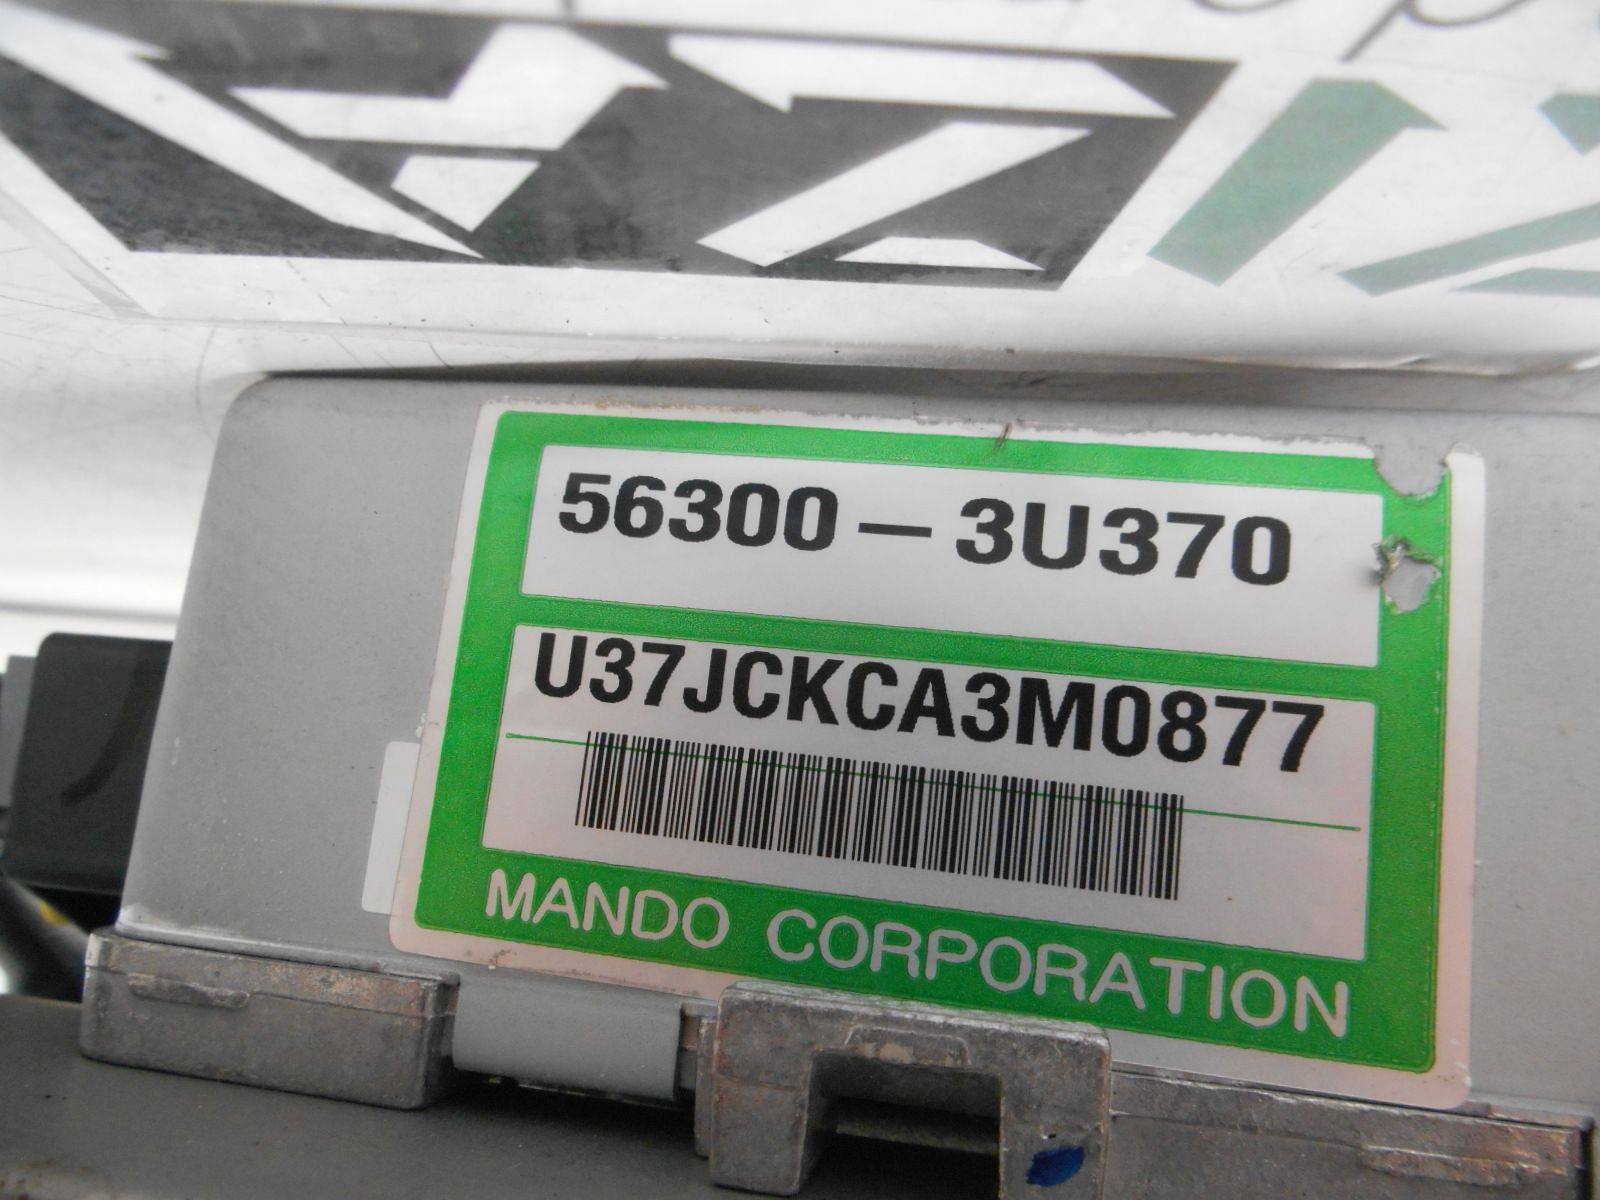 56300-3U370
U37JCKCA3M0877
MANDO CORPORATION